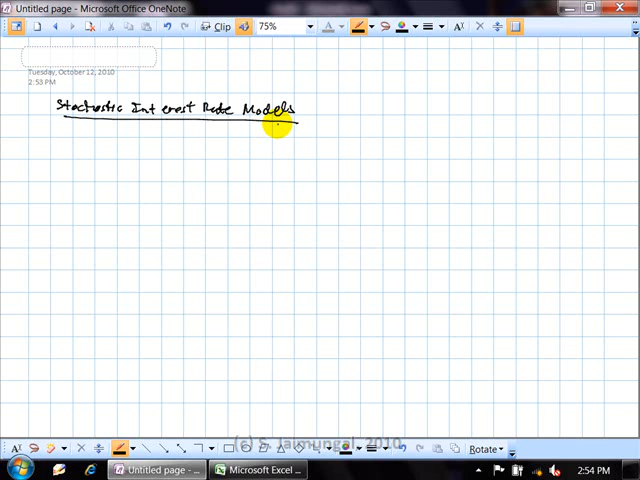 Untitled page - Microsoft Office OneNote
Clip
75%
Tuesday, October 12, 2010
2:53 PM
Stochastic Interest Rate Models
(c) S. Jaimungal, 2010
Rotate
Untitled page - ...
Microsoft Excel ...
2:54 PM